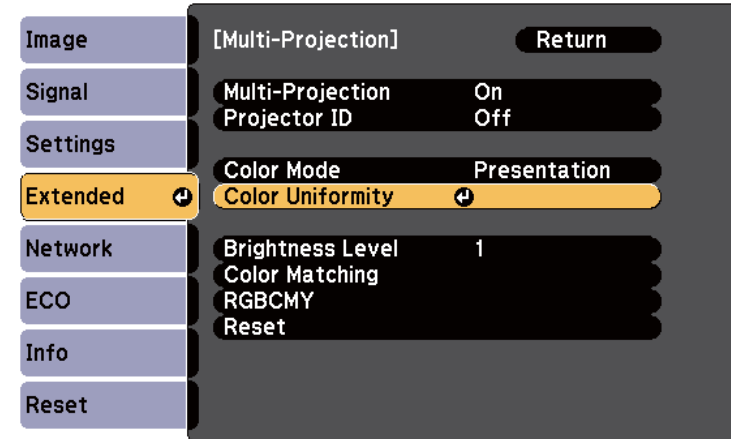 Image
Signal
Settings
Extended
Network
ECO
Info
Reset
[Multi-Projection] Return
Multi-Projection On
Projector ID Off
Color Mode Presentation
Color Uniformity
Brightness Level 1
Color Matching
RGBCMY
Reset